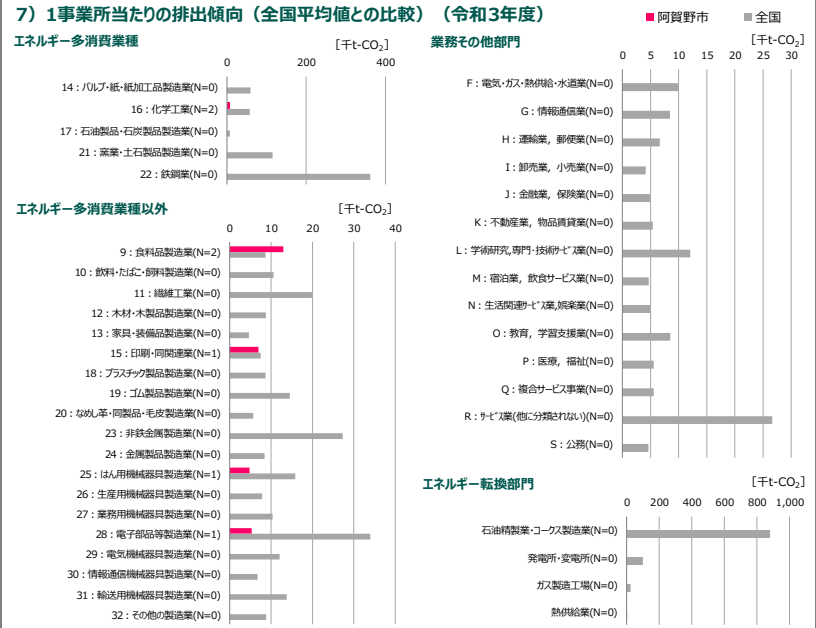 7）1事業所当たりの排出傾向（全国平均値との比較）（令和3年度）
■ 阿賀野市 ■ 全国
エネルギー多消費業種
[千t-CO₂]
0 200 400
14：パルプ・紙・紙加工品製造業(N=0)
16：化学工業(N=2)
17：石油製品・石炭製品製造業(N=0)
21：窯業・土石製品製造業(N=0)
22：鉄鋼業(N=0)
エネルギー多消費業種以外
[千t-CO₂]
0 10 20 30 40
9：食料品製造業(N=2)
10：飲料・たばこ・飼料製造業(N=0)
11：繊維工業(N=0)
12：木材・木製品製造業(N=0)
13：家具・装備品製造業(N=0)
15：印刷・同関連業(N=1)
18：プラスチック製品製造業(N=0)
19：ゴム製品製造業(N=0)
20：なめし革・同製品・毛皮製造業(N=0)
23：非鉄金属製造業(N=0)
24：金属製品製造業(N=0)
25：はん用機械器具製造業(N=1)
26：生産用機械器具製造業(N=0)
27：業務用機械器具製造業(N=0)
28：電子部品等製造業(N=1)
29：電気機械器具製造業(N=0)
30：情報通信機械器具製造業(N=0)
31：輸送用機械器具製造業(N=0)
32：その他の製造業(N=0)
業務その他部門
[千t-CO₂]
0 5 10 15 20 25 30
F：電気・ガス・熱供給・水道業(N=0)
G：情報通信業(N=0)
H：運輸業，郵便業(N=0)
I：卸売業，小売業(N=0)
J：金融業，保険業(N=0)
K：不動産業，物品賃貸業(N=0)
L：学術研究,専門・技術ｻｰﾋﾞｽ業(N=0)
M：宿泊業，飲食サービス業(N=0)
N：生活関連ｻｰﾋﾞｽ業,娯楽業(N=0)
O：教育，学習支援業(N=0)
P：医療，福祉(N=0)
Q：複合サービス事業(N=0)
R：ｻｰﾋﾞｽ業(他に分類されない)(N=0)
S：公務(N=0)
エネルギー転換部門
[千t-CO₂]
0 200 400 600 800 1,000
石油精製業・コークス製造業(N=0)
発電所・変電所(N=0)
ガス製造工場(N=0)
熱供給業(N=0)